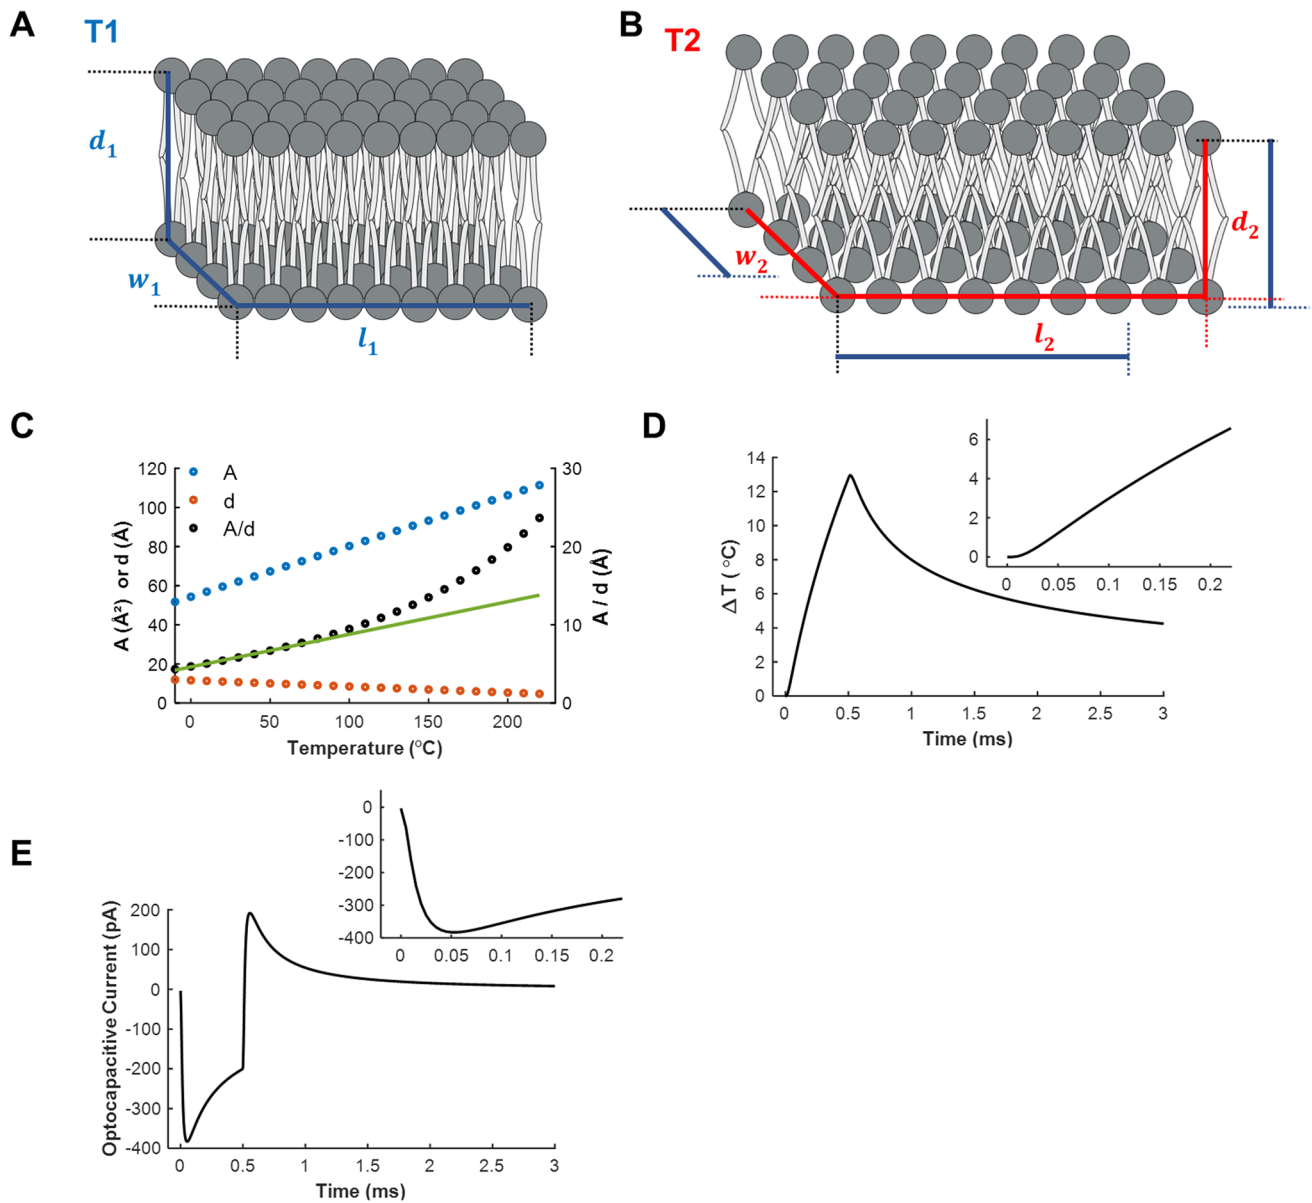 A
T1
d₁
w₁
l₁
B
T2
w₂
d₂
l₂
C
120
100
80
60
40
20
0
A (Å²) or d (Å)
A
d
A/d
30
20
10
0
A / d (Å)
0 50 100 150 200
Temperature (°C)
D
14
12
10
8
6
4
2
0
Δ T ( °C)
0 0.5 1 1.5 2 2.5 3
Time (ms)
6
4
2
0
0 0.05 0.1 0.15 0.2
E
200
100
0
-100
-200
-300
-400
Optocapacitive Current (pA)
0 0.5 1 1.5 2 2.5 3
Time (ms)
0
-100
-200
-300
-400
0 0.05 0.1 0.15 0.2